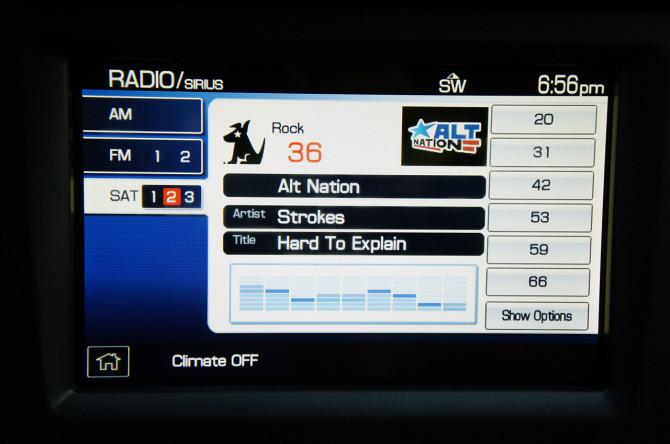 RADIO/SIRIUS SW 6:56pm
AM
FM 1 2
SAT 1 2 3
Rock
36
ALT
NATION
Alt Nation
Artist Strokes
Title Hard To Explain
20
31
42
53
59
66
Show Options
Climate OFF